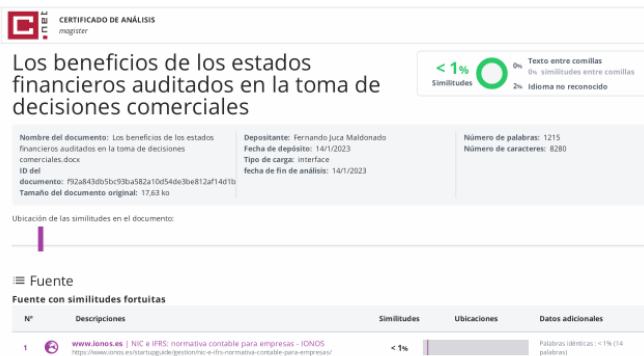 C.net
CERTIFICADO DE ANÁLISIS
magister
Los beneficios de los estados
financieros auditados en la toma de
decisiones comerciales
< 1%
Similitudes
0% Texto entre comillas
0% similitudes entre comillas
2% Idioma no reconocido
Nombre del documento: Los beneficios de los estados
financieros auditados en la toma de decisiones
comerciales.docx
ID del
documento: f92a843db5bc93ba582a10d54de3be812af14d1b
Tamaño del documento original: 17,63 ko
Depositante: Fernando Juca Maldonado
Fecha de depósito: 14/1/2023
Tipo de carga: interface
fecha de fin de análisis: 14/1/2023
Número de palabras: 1215
Número de caracteres: 8280
Ubicación de las similitudes en el documento:
Fuente
Fuente con similitudes fortuitas
N° Descripciones Similitudes Ubicaciones Datos adicionales
1 www.ionos.es | NIC e IFRS: normativa contable para empresas - IONOS
https://www.ionos.es/startupguide/gestion/nic-e-ifrs-normativa-contable-para-empresas/
< 1%
Palabras idénticas : < 1% (14
palabras)